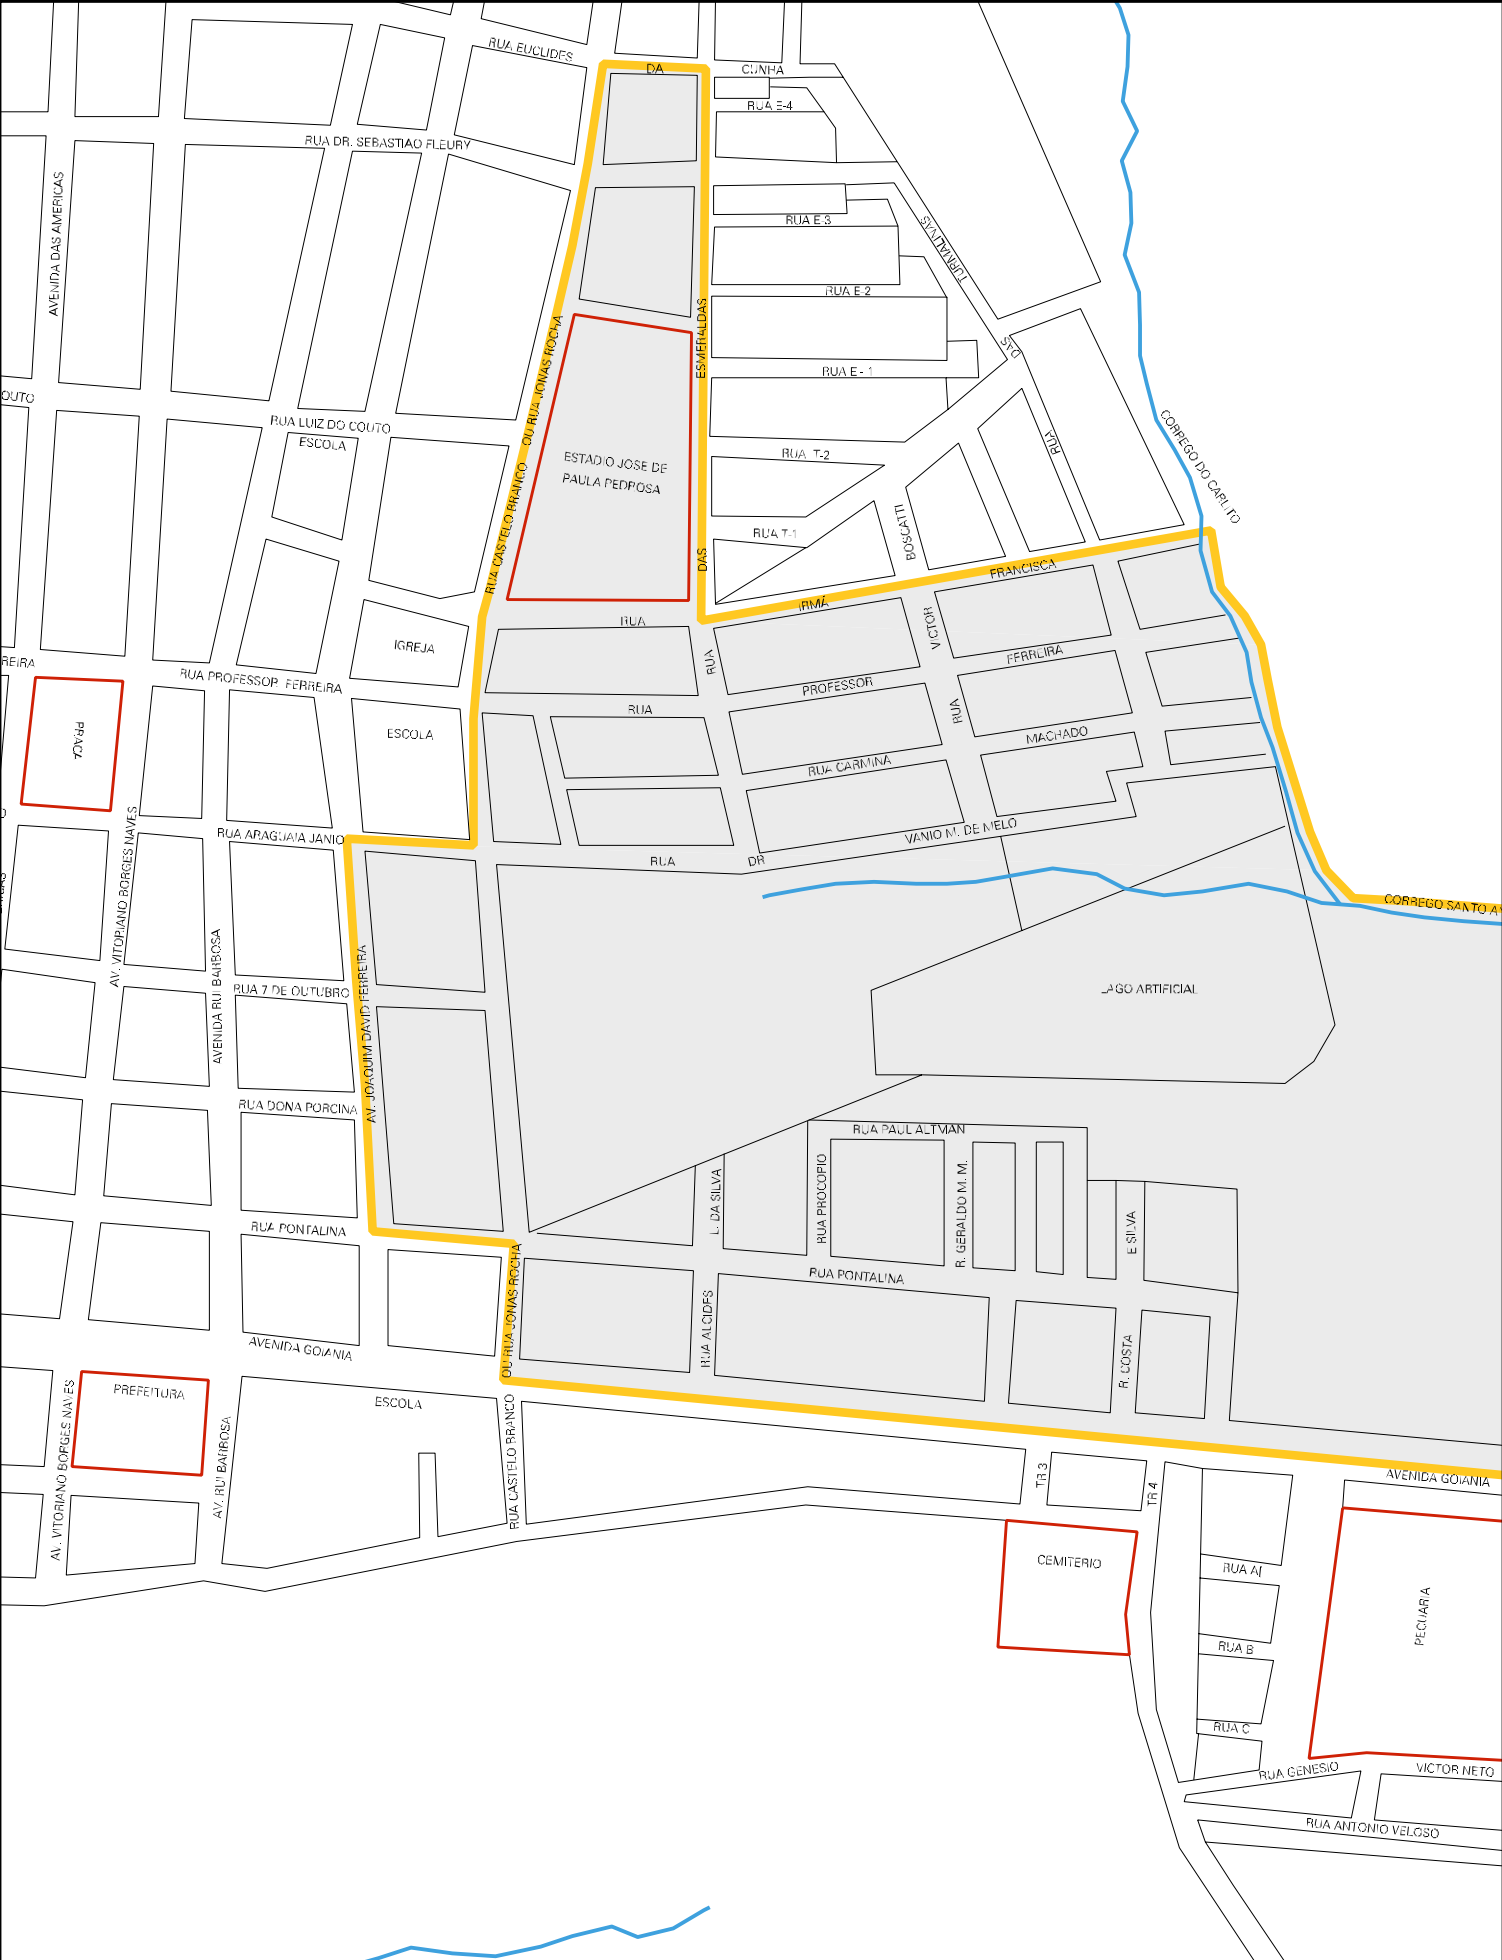 RUA EUCLIDES
DA
CUNHA
RUA E-4
RUA DR. SEBASTIAO FLEURY
AVENIDA DAS AMERICAS
RUA E 3
TURMALINAS
RUA E-2
ESMERALDAS
OU RUA JONAS ROCHA
DAS
RUA E - 1
OUTO
RUA LUIZ DO COUTO
ESCOLA
RUA
CORREGO DO CARLITO
RUA T-2
ESTADIO JOSE DE
PAULA PEDROSA
RUA CASTELO BRANCO
RUA T-1
BOSCATTI
DAS
FRANCISCA
IRMÃ
RUA
VICTOR
IGREJA
RUA
FERREIRA
REIRA
RUA PROFESSOR FERREIRA
PROFESSOR
RUA
RUA
PRACA
ESCOLA
MACHADO
RUA CARMINA
RUA ARAGUAIA JANIO
VANIO M. DE MELO
RUA
DR
AV. VITORIANO BORGES NAVES
CORREGO SANTO A
AVENIDA RUI BARBOSA
RUA 7 DE OUTUBRO
AV. JOAQUIM DAVID FERREIRA
LAGO ARTIFICIAL
RUA DONA PORCINA
RUA PAUL ALTMAN
L. DA SILVA
RUA PROCOPIO
R. GERALDO M. M.
E SILVA
RUA PONTALINA
RUA PONTALINA
OU RUA JONAS ROCHA
RUA ALCIDES
R. COSTA
AVENIDA GOIANIA
PREFEITURA
ESCOLA
AV. VITORIANO BORGES NAVES
AV. RUI BARBOSA
RUA CASTELO BRANCO
TR 3
TR 4
AVENIDA GOIANIA
CEMITERIO
RUA A
PECUARIA
RUA B
RUA C
RUA GENESIO
VICTOR NETO
RUA ANTONIO VELOSO